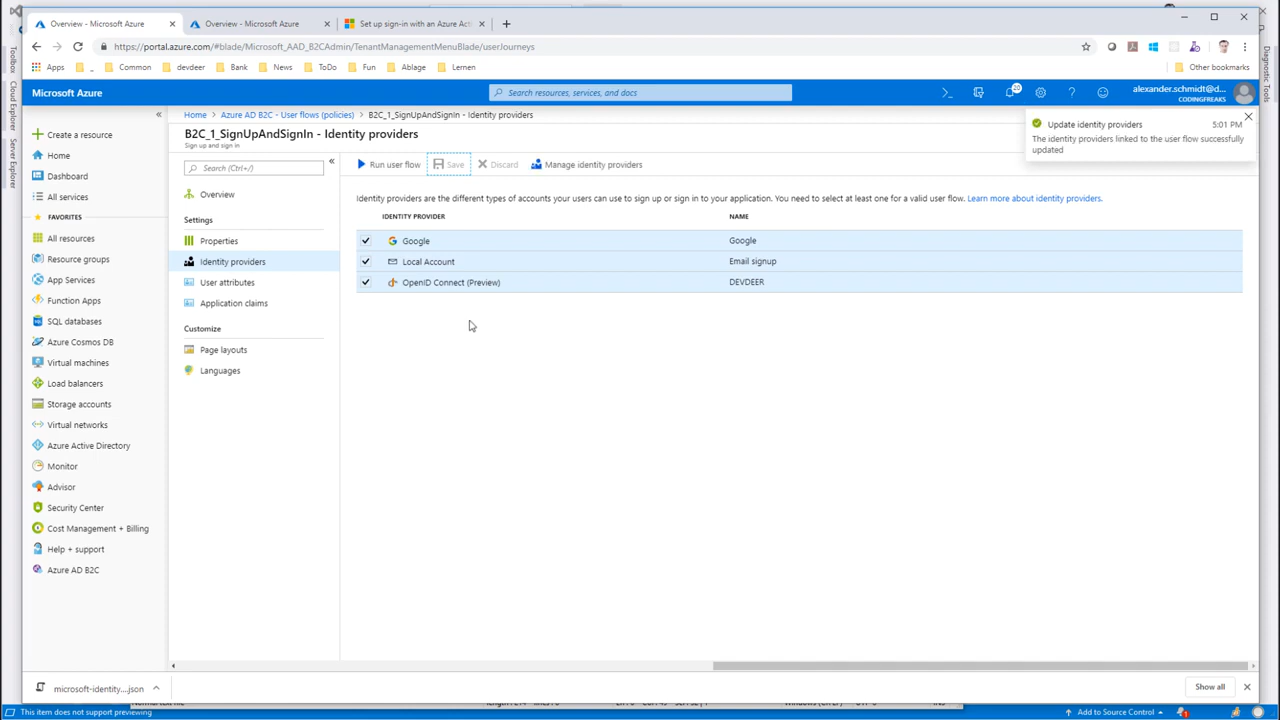 Overview - Microsoft Azure
Overview - Microsoft Azure
Set up sign-in with an Azure Acti
https://portal.azure.com/#blade/Microsoft_AAD_B2CAdmin/TenantManagementMenuBlade/userJourneys
Apps
Common
devdeer
Bank
News
ToDo
Fun
Ablage
Lernen
Other bookmarks
Toolbox
Cloud Explorer
Server Explorer
Diagnostic Tools
Microsoft Azure
Search resources, services, and docs
20
alexander.schmidt@d...
CODINGFREAKS
Create a resource
Home
Dashboard
All services
FAVORITES
All resources
Resource groups
App Services
Function Apps
SQL databases
Azure Cosmos DB
Virtual machines
Load balancers
Storage accounts
Virtual networks
Azure Active Directory
Monitor
Advisor
Security Center
Cost Management + Billing
Help + support
Azure AD B2C
Home
Azure AD B2C - User flows (policies)
B2C_1_SignUpAndSignIn - Identity providers
B2C_1_SignUpAndSignIn - Identity providers
Sign up and sign in
Search (Ctrl+/)
Overview
Settings
Properties
Identity providers
User attributes
Application claims
Customize
Page layouts
Languages
Run user flow
Save
Discard
Manage identity providers
Identity providers are the different types of accounts your users can use to sign up or sign in to your application. You need to select at least one for a valid user flow. Learn more about identity providers.
IDENTITY PROVIDER NAME
Google Google
Local Account Email signup
OpenID Connect (Preview) DEVDEER
Update identity providers 5:01 PM
The identity providers linked to the user flow successfully
updated
microsoft-identity....json
Show all
This item does not support previewing
Add to Source Control